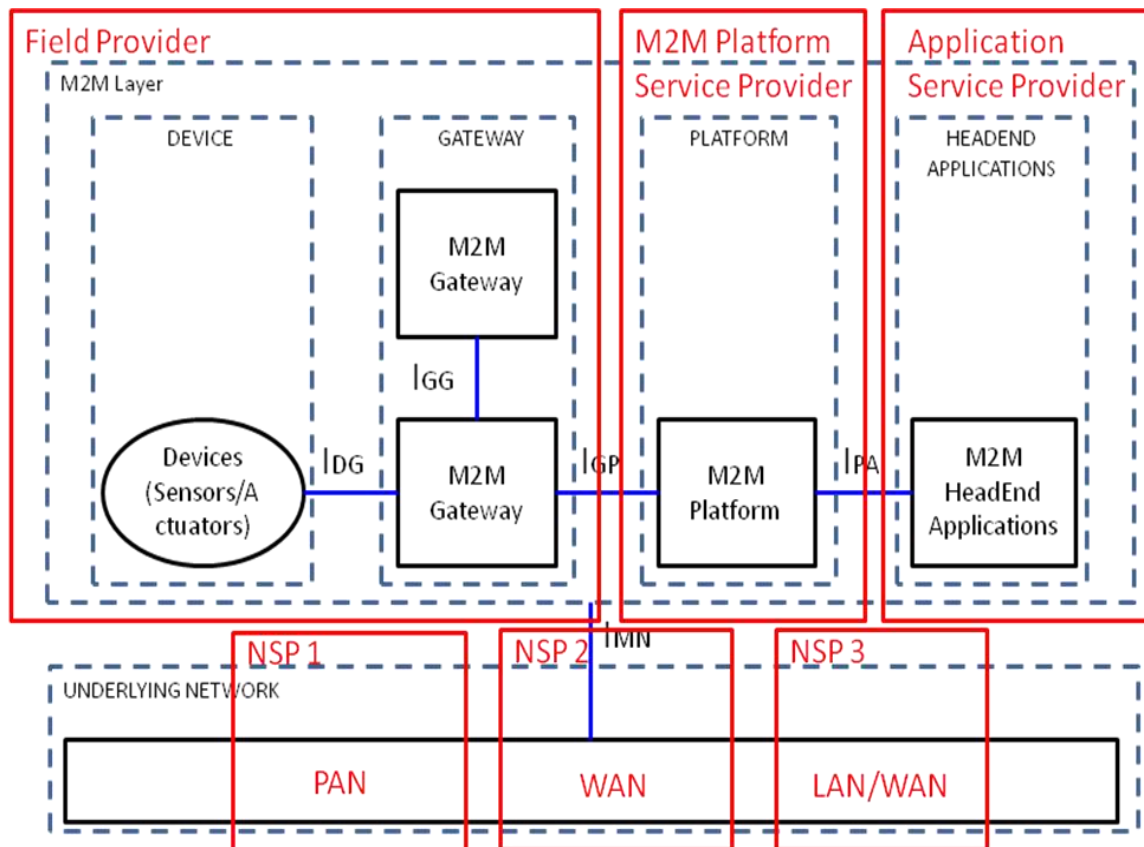 Field Provider
M2M Platform
Service Provider
Application
Service Provider
M2M Layer
DEVICE
GATEWAY
PLATFORM
HEADEND
APPLICATIONS
M2M
Gateway
IGG
Devices
(Sensors/A
ctuators)
IDG
M2M
Gateway
IGP
M2M
Platform
IPA
M2M
HeadEnd
Applications
IMN
NSP 1
NSP 2
NSP 3
UNDERLYING NETWORK
PAN
WAN
LAN/WAN